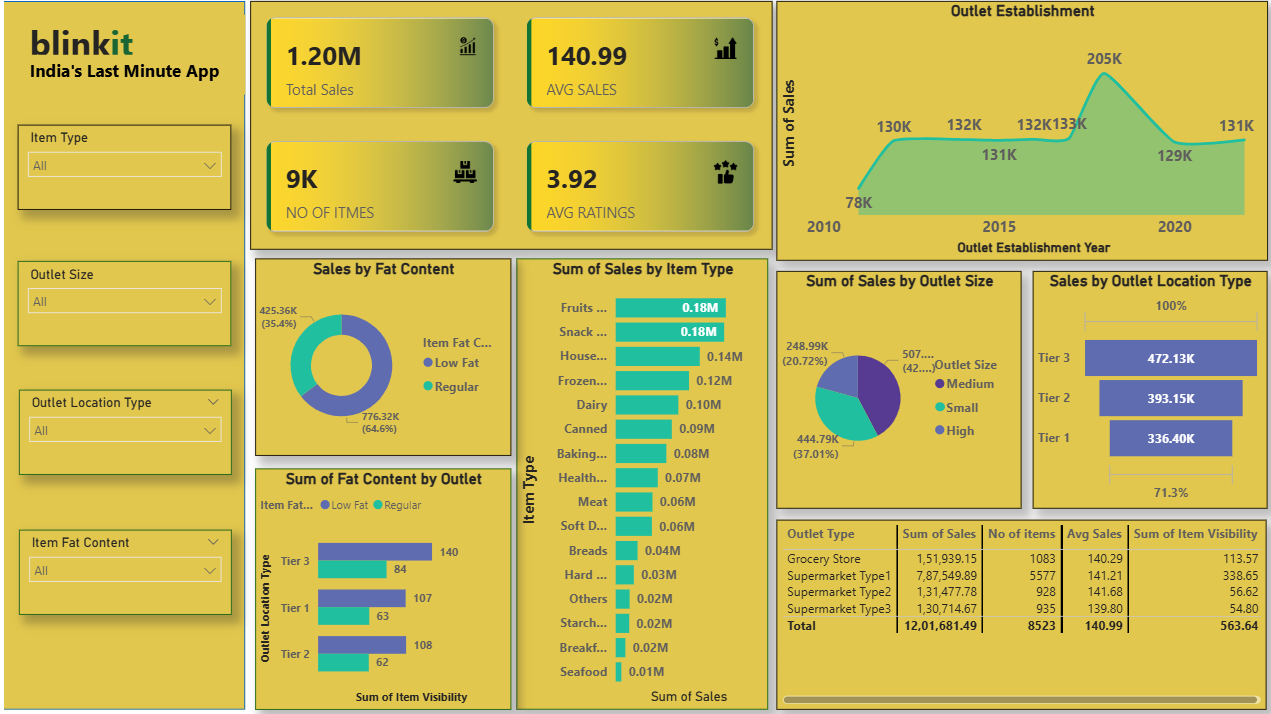 blinkit
India's Last Minute App
Item Type
All
Outlet Size
All
Outlet Location Type
All
Item Fat Content
All
1.20M
Total Sales
140.99
AVG SALES
9K
NO OF ITMES
3.92
AVG RATINGS
Outlet Establishment
Sum of Sales
78K
130K
132K
131K
132K
133K
205K
129K
131K
2010
2015
2020
Outlet Establishment Year
Sales by Fat Content
425.36K
(35.4%)
776.32K
(64.6%)
Item Fat C...
Low Fat
Regular
Sum of Fat Content by Outlet
Item Fat...
Low Fat
Regular
Outlet Location Type
Tier 3
140
84
Tier 1
107
63
Tier 2
108
62
Sum of Item Visibility
Sum of Sales by Item Type
Item Type
Fruits ... 0.18M
Snack ... 0.18M
House... 0.14M
Frozen... 0.12M
Dairy 0.10M
Canned 0.09M
Baking... 0.08M
Health... 0.07M
Meat 0.06M
Soft D... 0.06M
Breads 0.04M
Hard ... 0.03M
Others 0.02M
Starch... 0.02M
Breakf... 0.02M
Seafood 0.01M
Sum of Sales
Sum of Sales by Outlet Size
248.99K
(20.72%)
507....
(42....)
444.79K
(37.01%)
Outlet Size
Medium
Small
High
Sales by Outlet Location Type
100%
Tier 3 472.13K
Tier 2 393.15K
Tier 1 336.40K
71.3%
Outlet Type Sum of Sales No of items Avg Sales Sum of Item Visibility
Grocery Store 1,51,939.15 1083 140.29 113.57
Supermarket Type1 7,87,549.89 5577 141.21 338.65
Supermarket Type2 1,31,477.78 928 141.68 56.62
Supermarket Type3 1,30,714.67 935 139.80 54.80
Total 12,01,681.49 8523 140.99 563.64